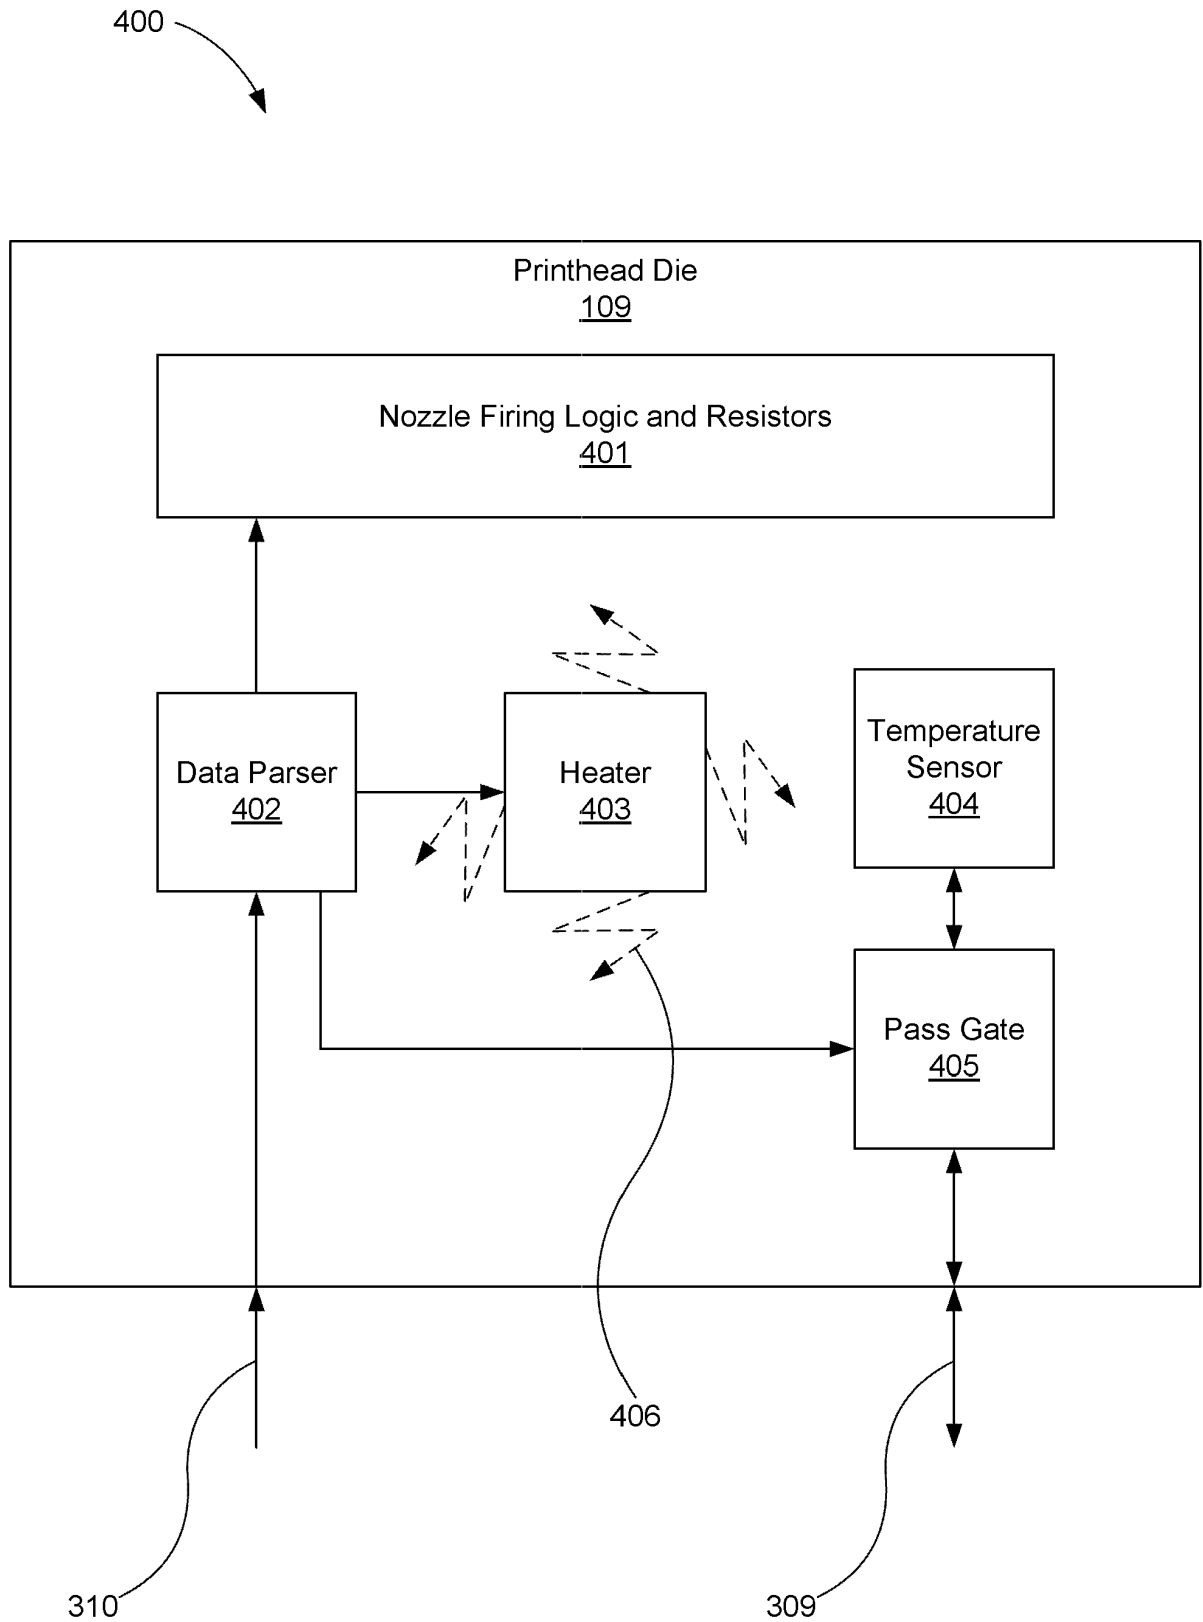 400
Printhead Die
109
Nozzle Firing Logic and Resistors
401
Data Parser
402
Heater
403
Temperature
Sensor
404
Pass Gate
405
406
310
309